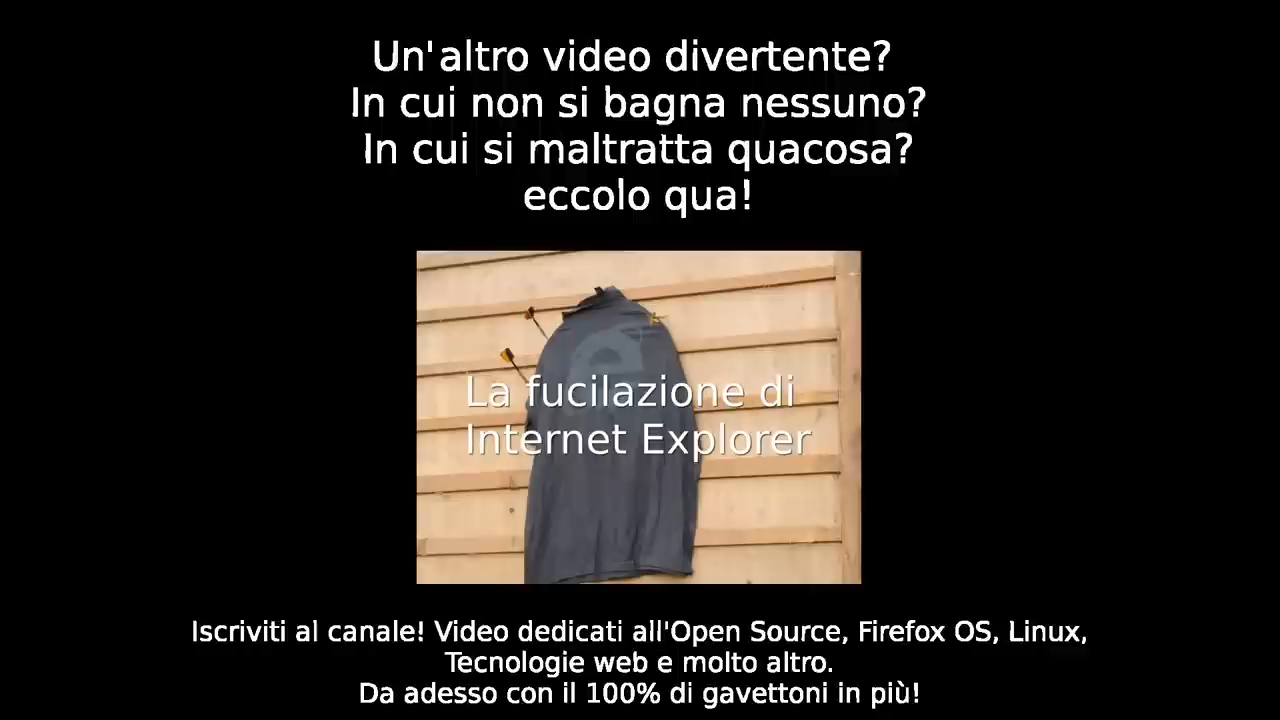 Un'altro video divertente?
In cui non si bagna nessuno?
In cui si maltratta quacosa?
eccolo qua!
La fucilazione di
Internet Explorer
Iscriviti al canale! Video dedicati all'Open Source, Firefox OS, Linux,
Tecnologie web e molto altro.
Da adesso con il 100% di gavettoni in più!